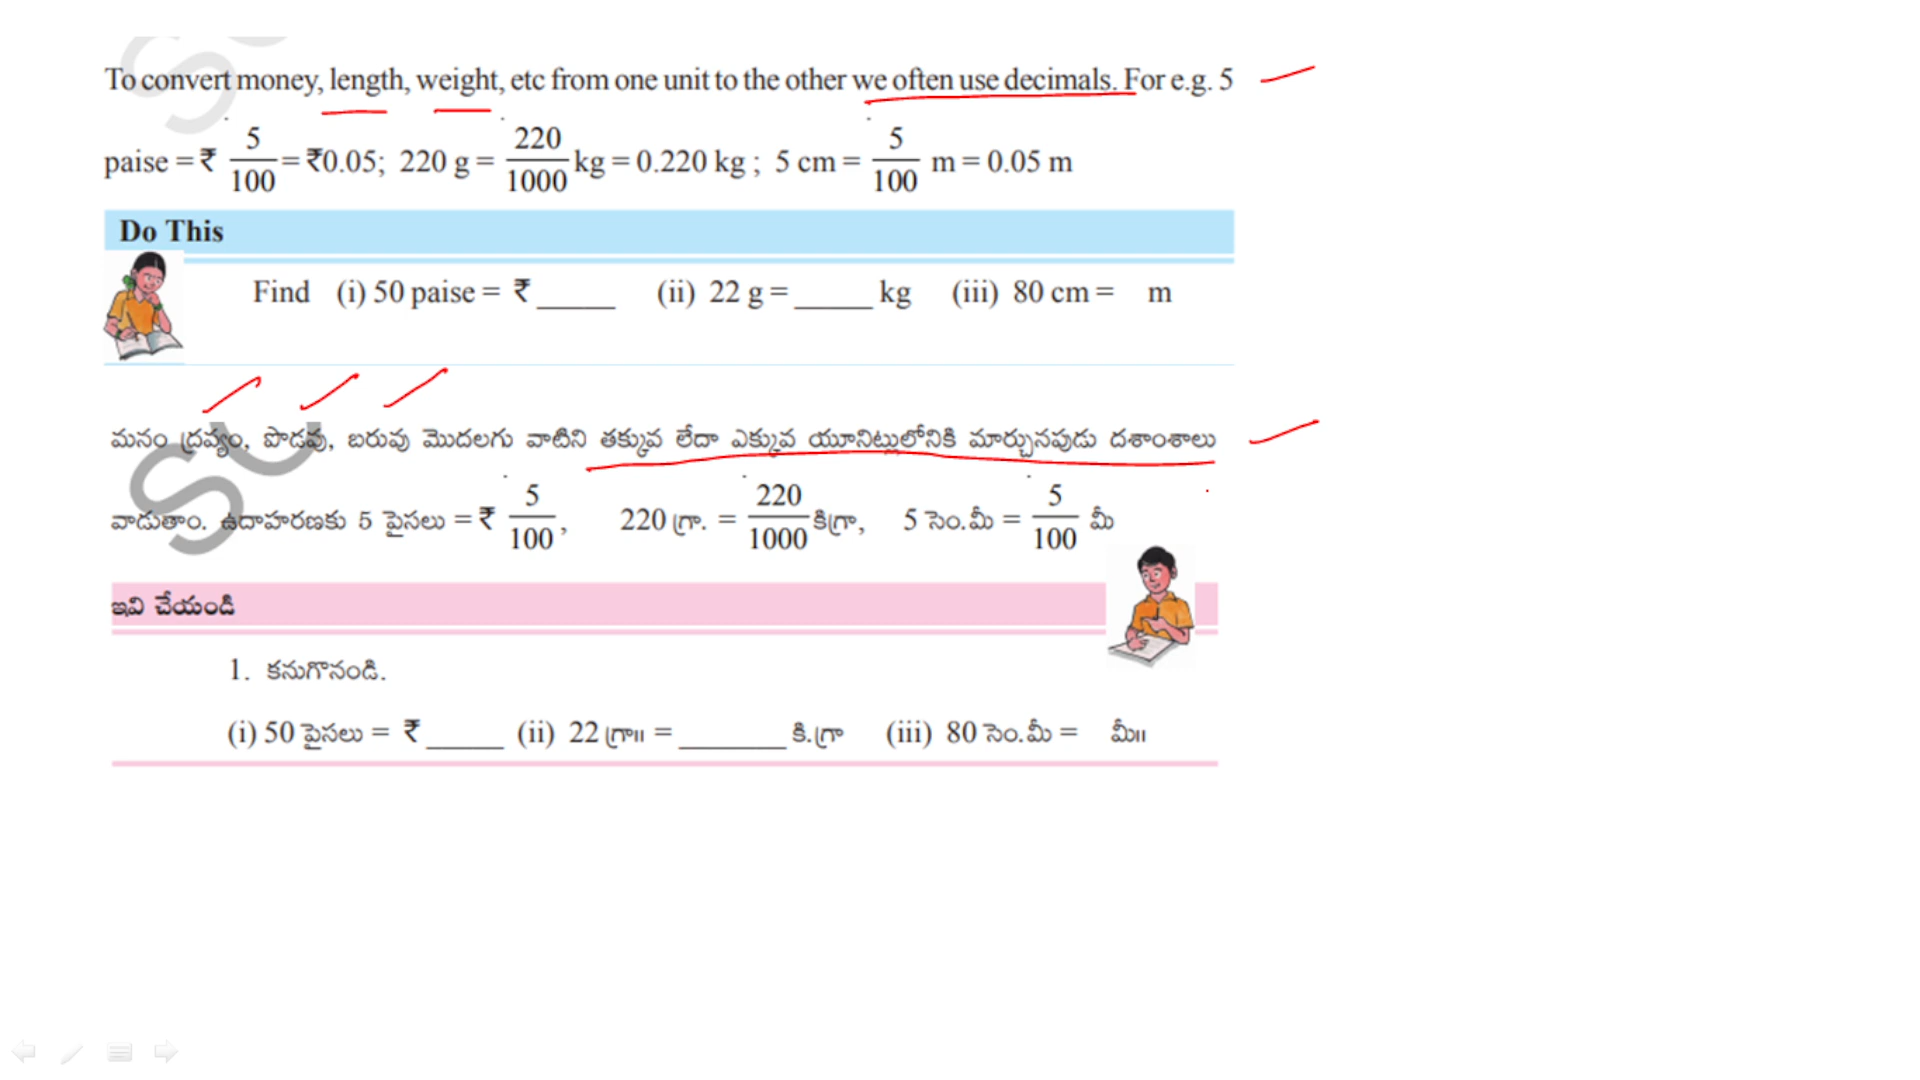 To convert money, length, weight, etc from one unit to the other we often use decimals. For e.g. 5
paise = ₹ 5/100 = ₹0.05; 220 g = 220/1000 kg = 0.220 kg ; 5 cm = 5/100 m = 0.05 m
Do This
Find (i) 50 paise = ₹ _____ (ii) 22 g = _____ kg (iii) 80 cm = m
మనం ద్రవ్యం, పొడవు, బరువు మొదలగు వాటిని తక్కువ లేదా ఎక్కువ యూనిట్లులోనికి మార్చునపుడు దశాంశాలు
వాడుతాం. ఉదాహరణకు 5 పైసలు = ₹ 5/100, 220 గ్రా. = 220/1000 కిగ్రా, 5 సెం.మీ = 5/100 మీ
ఇవి చేయండి
1. కనుగొనండి.
(i) 50 పైసలు = ₹ _____ (ii) 22 గ్రా॥ = _______ కి.గ్రా (iii) 80 సెం.మీ = మీ॥